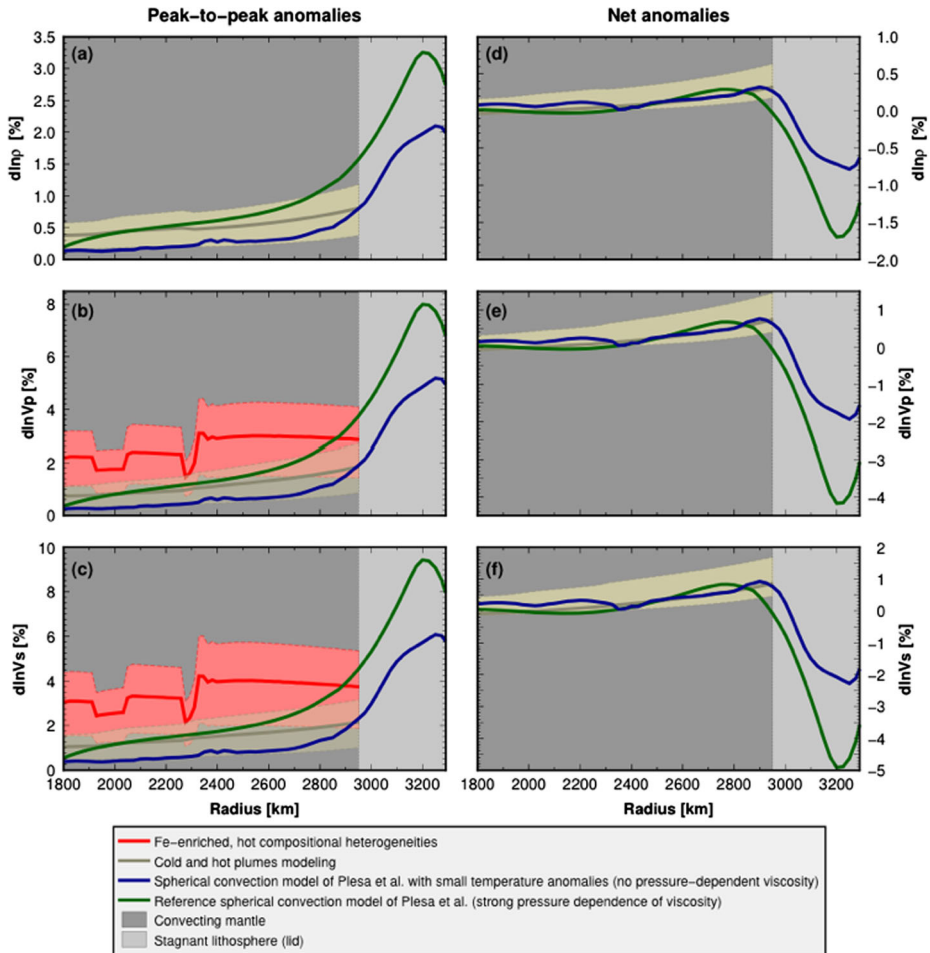 Peak-to-peak anomalies
Net anomalies
(a)
3.5
3.0
2.5
2.0
1.5
1.0
0.5
0.0
dlnρ [%]
(d)
1.0
0.5
0.0
−0.5
−1.0
−1.5
−2.0
dlnρ [%]
(b)
8
6
4
2
0
dlnVp [%]
(e)
1
0
−1
−2
−3
−4
dlnVp [%]
(c)
10
8
6
4
2
0
dlnVs [%]
(f)
2
1
0
−1
−2
−3
−4
−5
dlnVs [%]
1800 2000 2200 2400 2600 2800 3000 3200
Radius [km]
1800 2000 2200 2400 2600 2800 3000 3200
Radius [km]
Fe-enriched, hot compositional heterogeneities
Cold and hot plumes modeling
Spherical convection model of Plesa et al. with small temperature anomalies (no pressure-dependent viscosity)
Reference spherical convection model of Plesa et al. (strong pressure dependence of viscosity)
Convecting mantle
Stagnant lithosphere (lid)